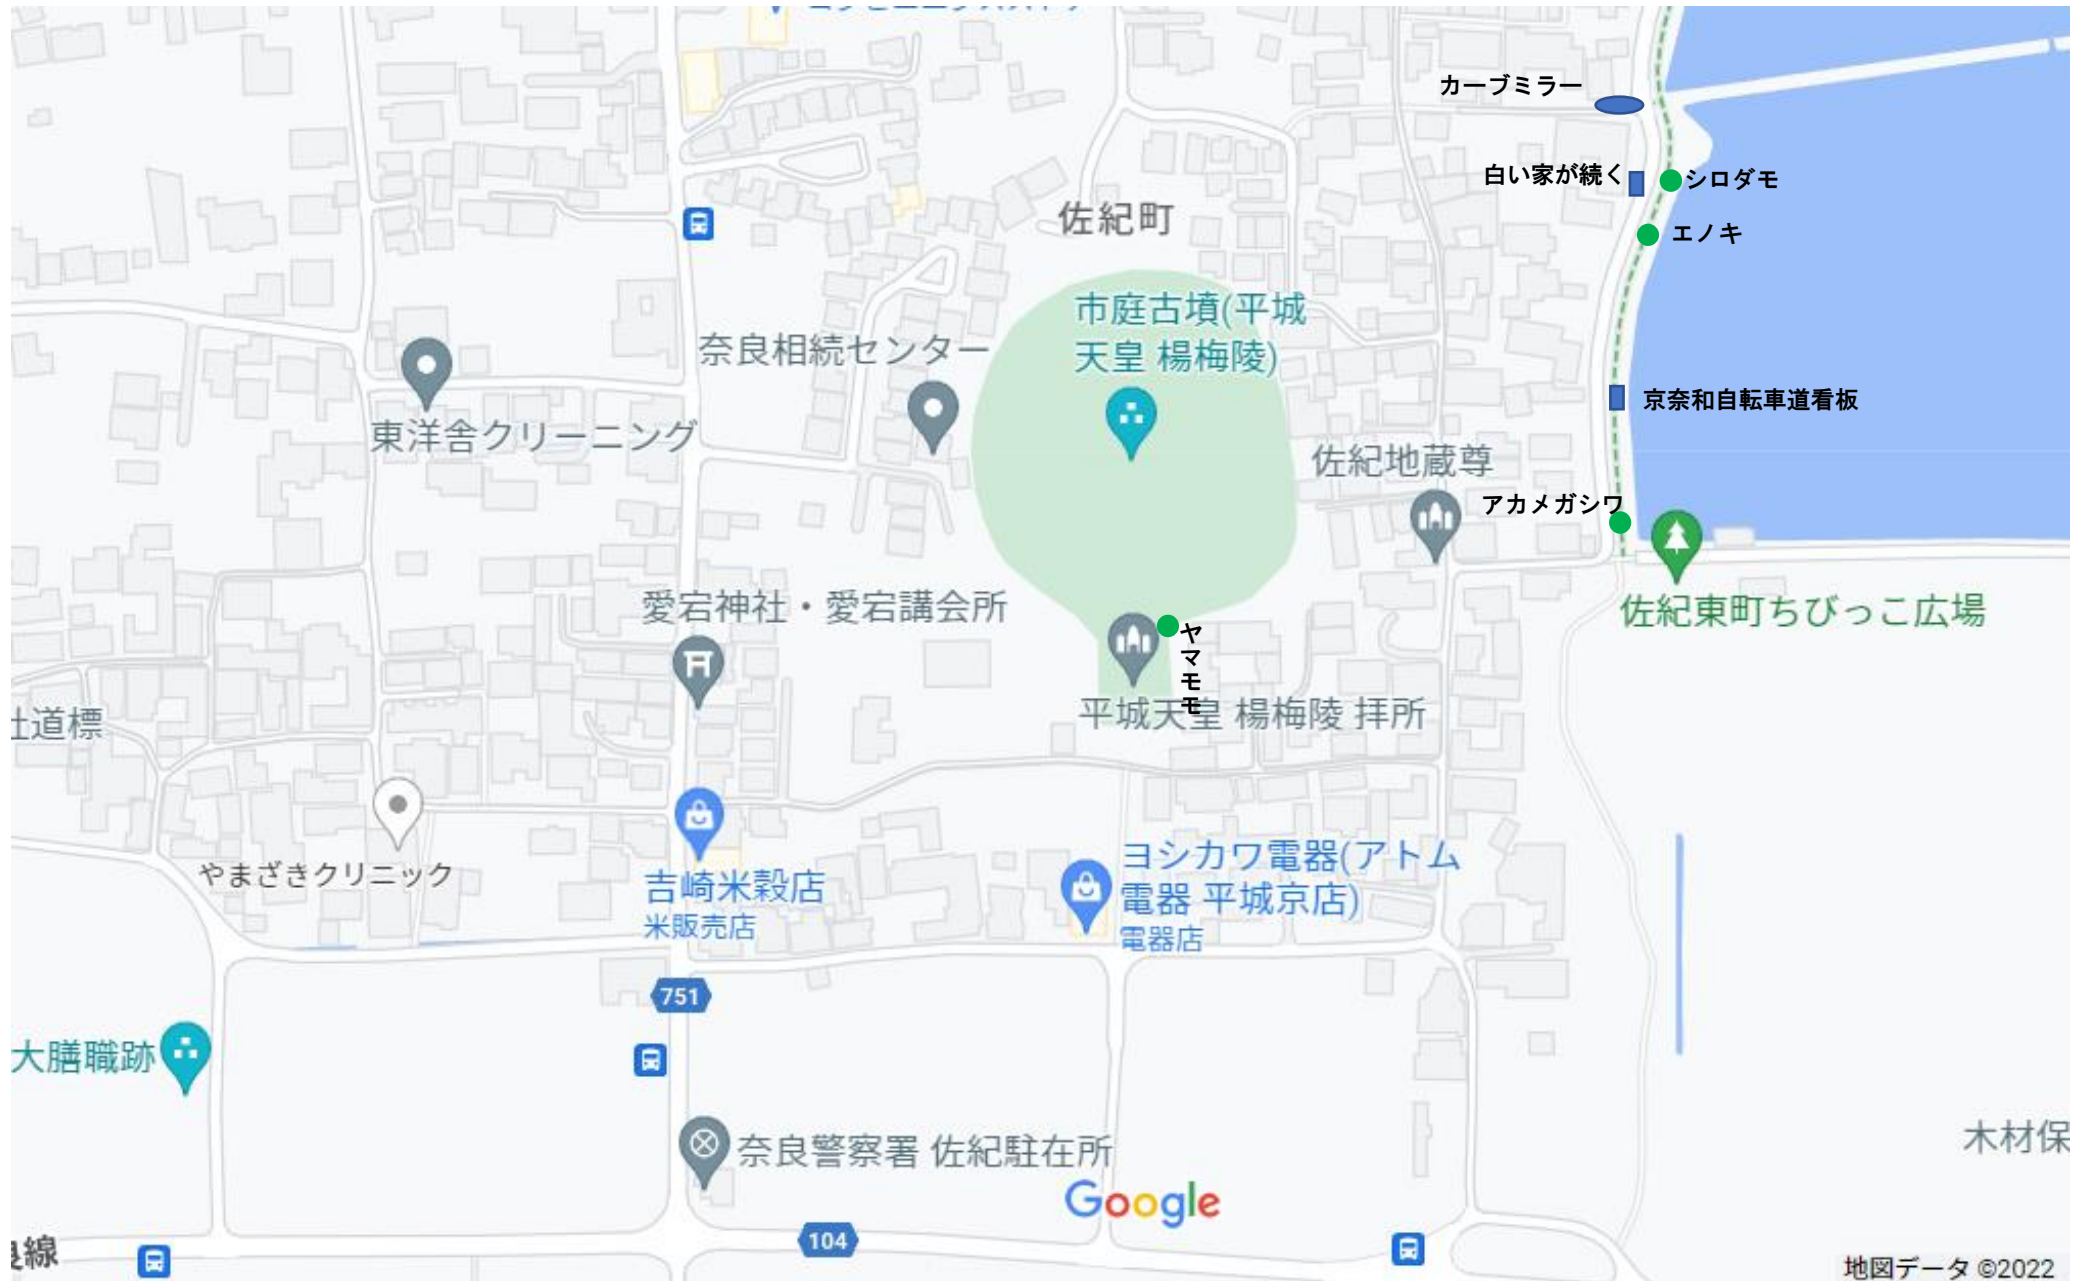 カーブミラー
白い家が続く
シロダモ
佐紀町
エノキ
市庭古墳(平城
天皇 楊梅陵)
奈良相続センター
京奈和自転車道看板
東洋舎クリーニング
佐紀地蔵尊
アカメガシワ
愛宕神社・愛宕講会所
佐紀東町ちびっこ広場
ヤマモモ
平城天皇 楊梅陵 拝所
道標
やまざきクリニック
吉崎米穀店
米販売店
ヨシカワ電器(アトム
電器 平城京店)
電器店
751
大膳職跡
奈良警察署 佐紀駐在所
木材保
Google
104
線
地図データ ©2022